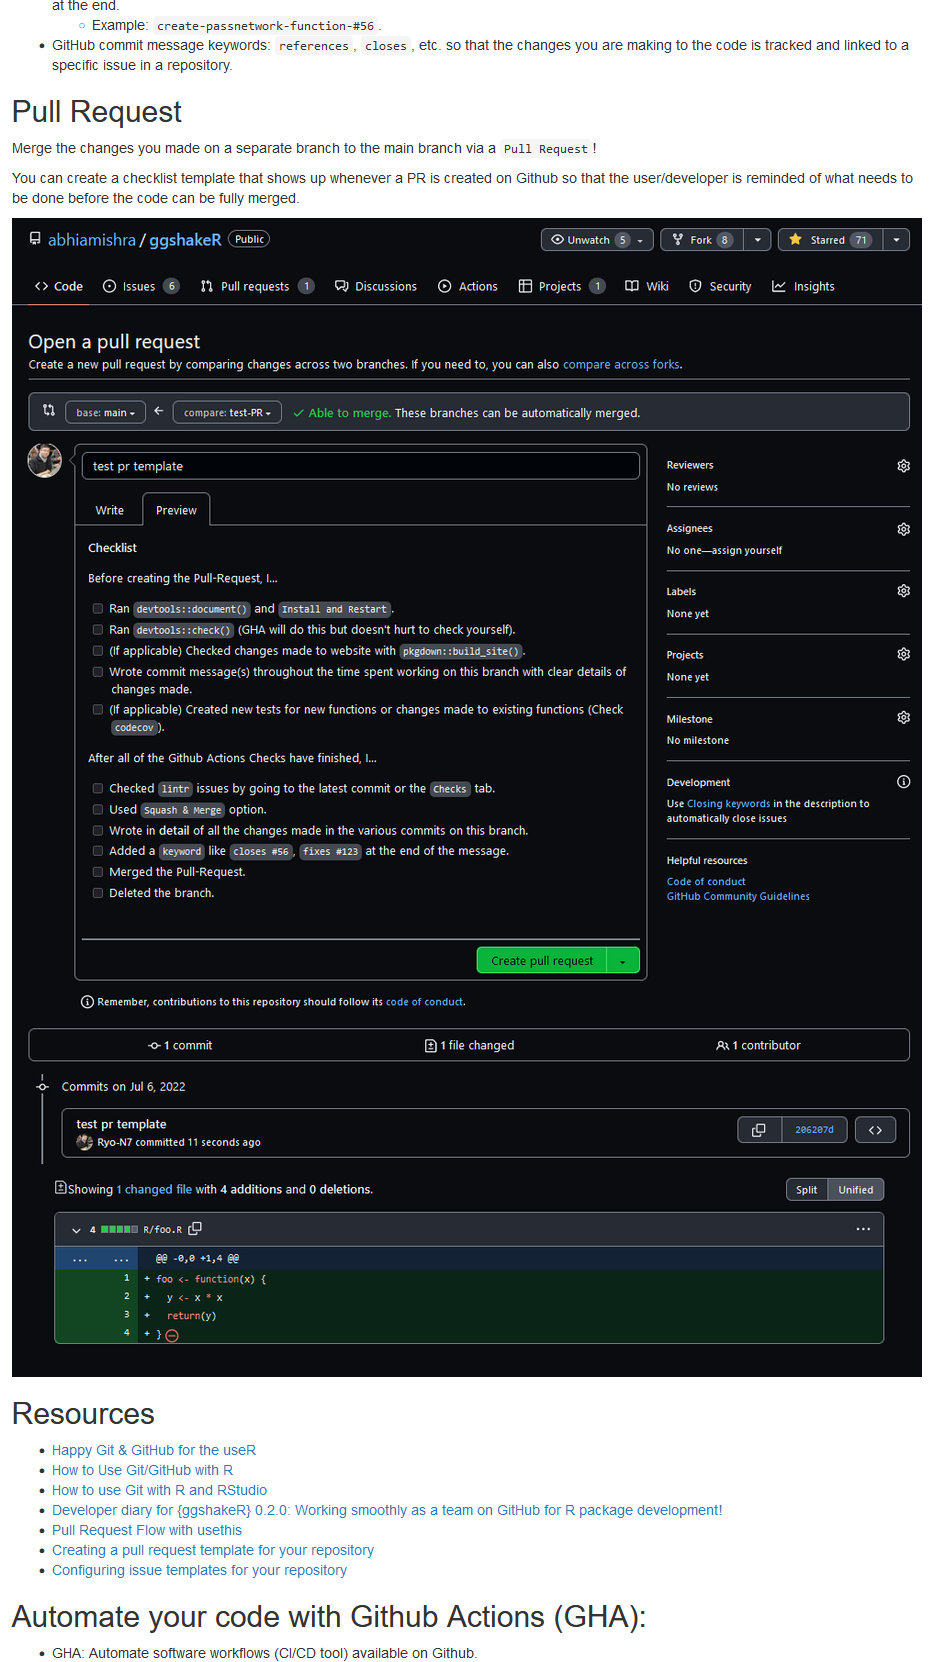 at the end.
Example: create-passnetwork-function-#56 .
GitHub commit message keywords: references , closes , etc. so that the changes you are making to the code is tracked and linked to a
specific issue in a repository.
Pull Request
Merge the changes you made on a separate branch to the main branch via a Pull Request !
You can create a checklist template that shows up whenever a PR is created on Github so that the user/developer is reminded of what needs to
be done before the code can be fully merged.
abhiamishra / ggshakeR Public Unwatch 5 Fork 8 Starred 71
Code Issues 6 Pull requests 1 Discussions Actions Projects 1 Wiki Security Insights
Open a pull request
Create a new pull request by comparing changes across two branches. If you need to, you can also compare across forks.
base: main ← compare: test-PR ✓ Able to merge. These branches can be automatically merged.
test pr template
Write Preview
Checklist
Before creating the Pull-Request, I...
Ran devtools::document() and Install and Restart .
Ran devtools::check() (GHA will do this but doesn't hurt to check yourself).
(If applicable) Checked changes made to website with pkgdown::build_site() .
Wrote commit message(s) throughout the time spent working on this branch with clear details of
changes made.
(If applicable) Created new tests for new functions or changes made to existing functions (Check
codecov ).
After all of the Github Actions Checks have finished, I...
Checked lintr issues by going to the latest commit or the Checks tab.
Used Squash & Merge option.
Wrote in detail of all the changes made in the various commits on this branch.
Added a keyword like closes #56 , fixes #123 at the end of the message.
Merged the Pull-Request.
Deleted the branch.
Create pull request
Reviewers
No reviews
Assignees
No one—assign yourself
Labels
None yet
Projects
None yet
Milestone
No milestone
Development
Use Closing keywords in the description to
automatically close issues
Helpful resources
Code of conduct
GitHub Community Guidelines
Remember, contributions to this repository should follow its code of conduct.
1 commit 1 file changed 1 contributor
Commits on Jul 6, 2022
test pr template
Ryo-N7 committed 11 seconds ago
206207d
Showing 1 changed file with 4 additions and 0 deletions.
Split Unified
4 R/foo.R
... ... @@ -0,0 +1,4 @@
1 + foo <- function(x) {
2 + y <- x * x
3 + return(y)
4 + }
Resources
Happy Git & GitHub for the useR
How to Use Git/GitHub with R
How to use Git with R and RStudio
Developer diary for {ggshakeR} 0.2.0: Working smoothly as a team on GitHub for R package development!
Pull Request Flow with usethis
Creating a pull request template for your repository
Configuring issue templates for your repository
Automate your code with Github Actions (GHA):
GHA: Automate software workflows (CI/CD tool) available on Github.